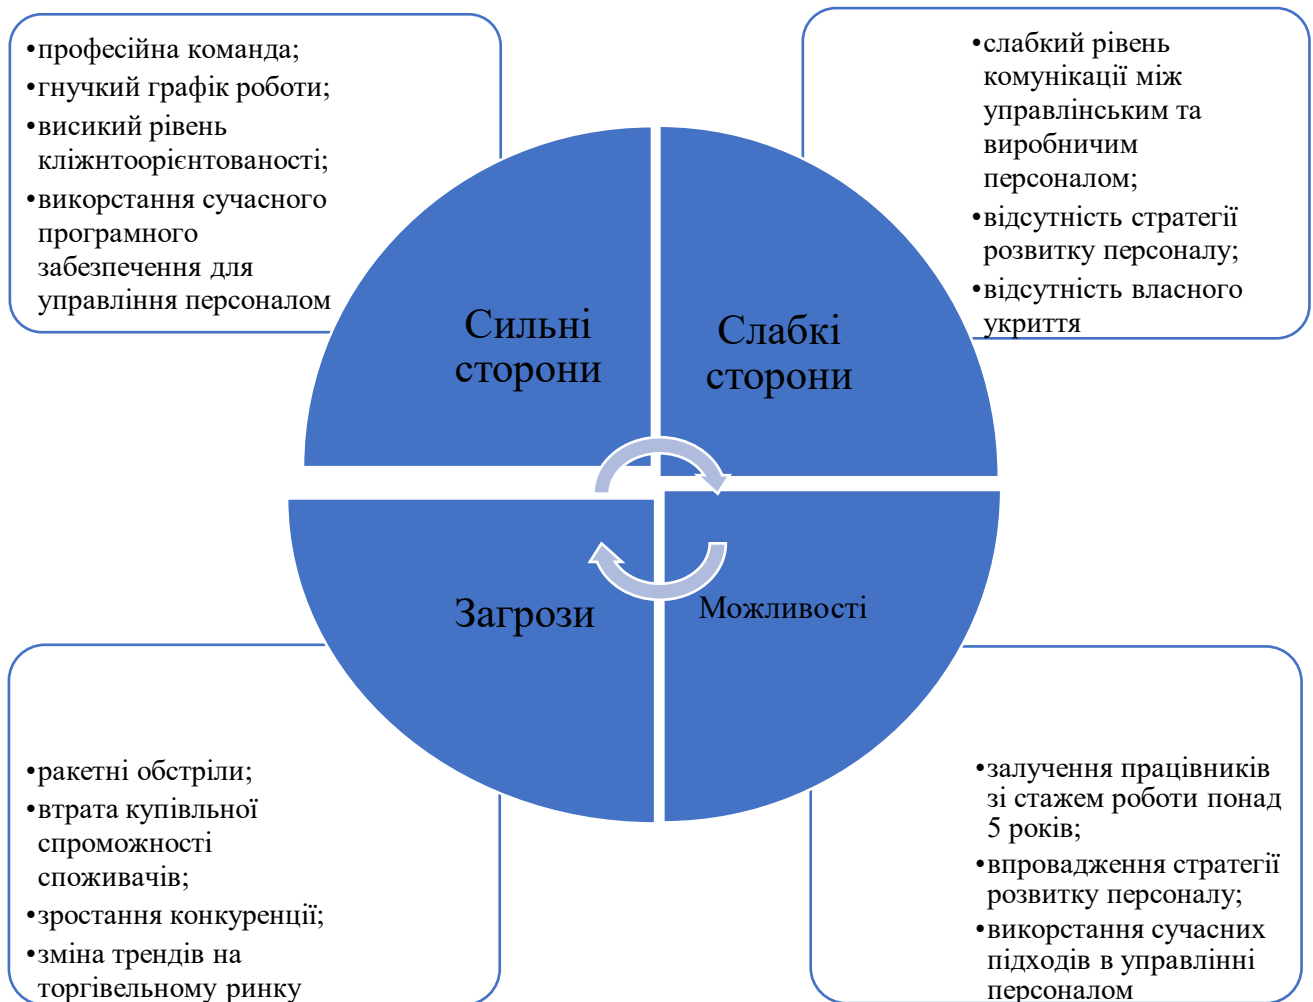 •професійна команда;
•гнучкий графік роботи;
•висикий рівень
кліжнтоорієнтованості;
•викорстання сучасного
програмного
забезпечення для
управління персоналом
•слабкий рівень
комунікації між
управлінським та
виробничим
персоналом;
•відсутність стратегії
розвитку персоналу;
•відсутність власного
укриття
Сильні
сторони
Слабкі
сторони
Загрози
Можливості
•ракетні обстріли;
•втрата купівльної
спроможності
споживачів;
•зростання конкуренції;
•зміна трендів на
торгівельному ринку
•залучення працівників
зі стажем роботи понад
5 років;
•впровадження стратегії
розвитку персоналу;
•викорстання сучасних
підходів в управлінні
персоналом